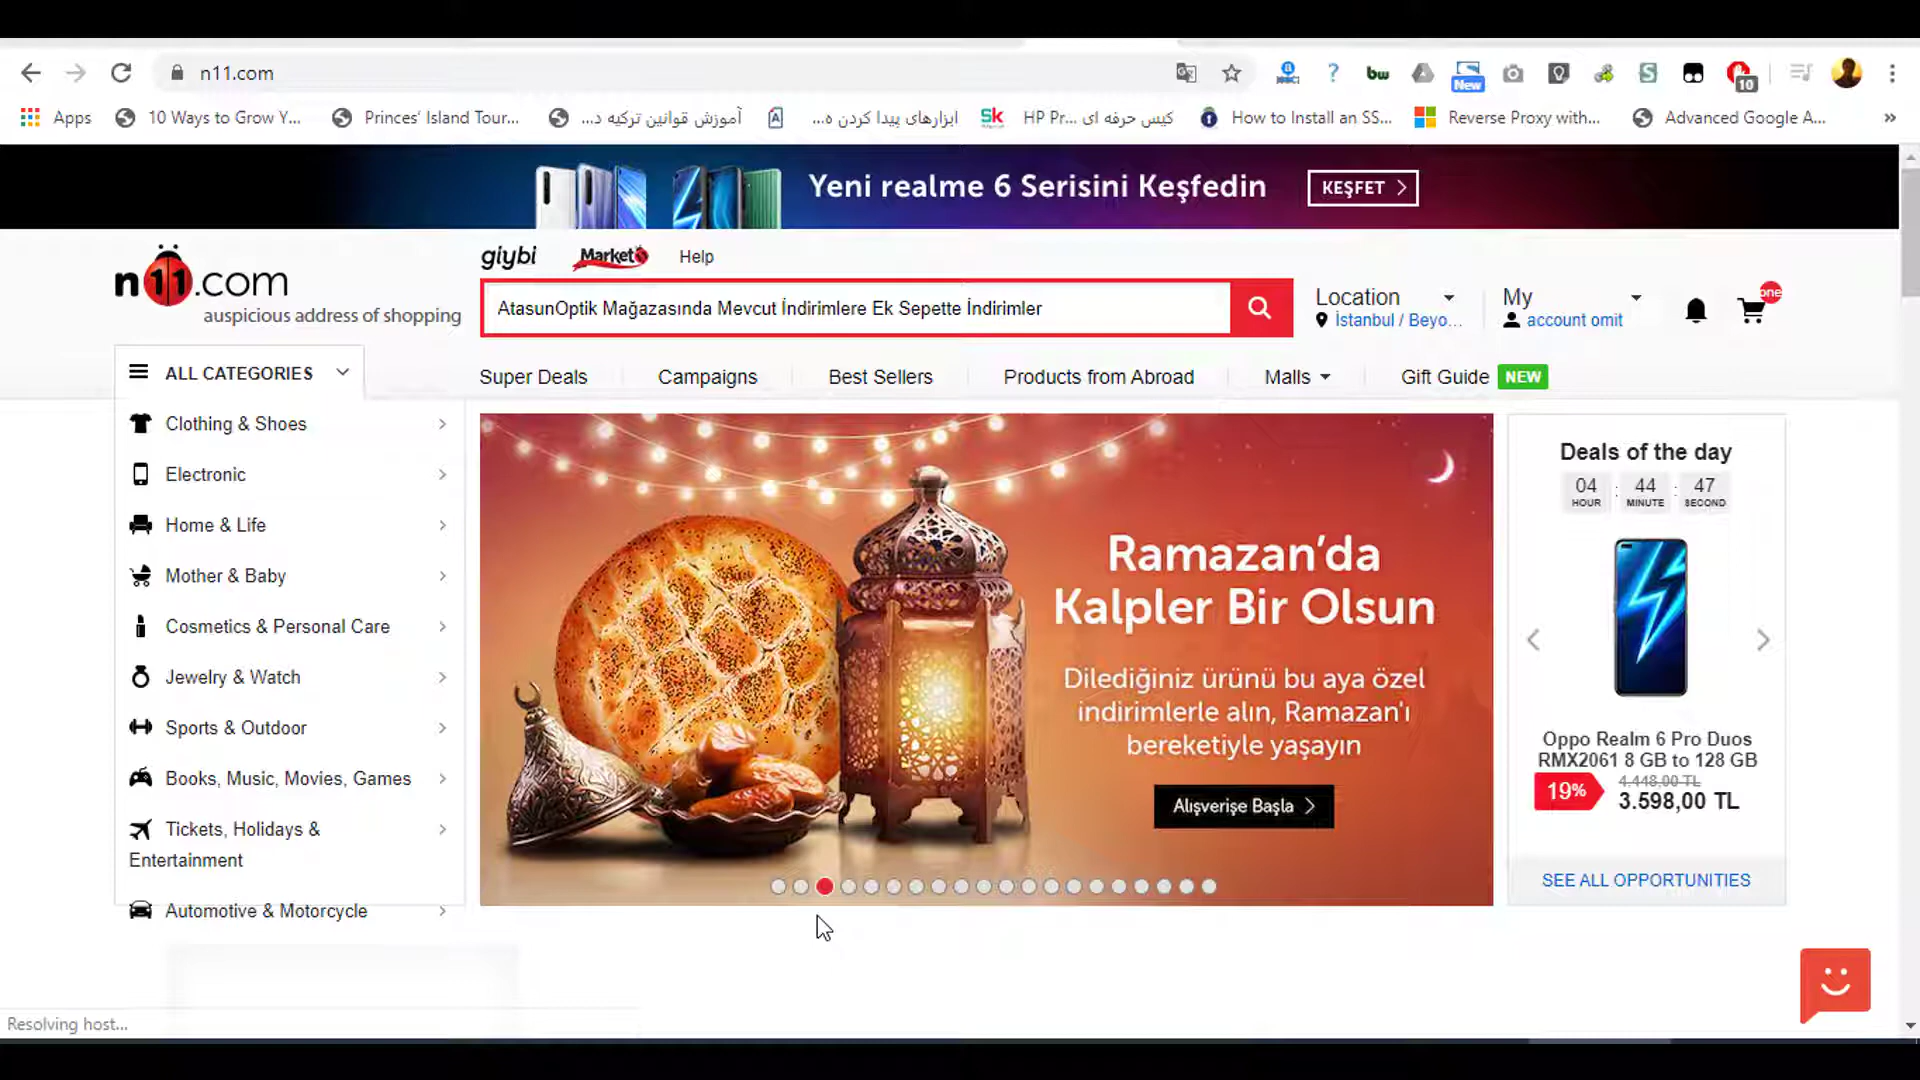 n11.com
New
10
Apps
10 Ways to Grow Y...
Princes' Island Tour...
آموزش قوانین ترکیه د...
ابزارهای پیدا کردن ه...
Sk
کیس حرفه ای HP Pr...
How to Install an SS...
Reverse Proxy with...
Advanced Google A...
Yeni realme 6 Serisini Keşfedin
KEŞFET
giybi
Market
Help
n11.com
auspicious address of shopping
AtasunOptik Mağazasında Mevcut İndirimlere Ek Sepette İndirimler
Location
İstanbul / Beyo...
My
account omit
one
ALL CATEGORIES
Super Deals
Campaigns
Best Sellers
Products from Abroad
Malls
Gift Guide NEW
Clothing & Shoes
Electronic
Home & Life
Mother & Baby
Cosmetics & Personal Care
Jewelry & Watch
Sports & Outdoor
Books, Music, Movies, Games
Tickets, Holidays &
Entertainment
Automotive & Motorcycle
Ramazan’da
Kalpler Bir Olsun
Dilediğiniz ürünü bu aya özel
indirimlerle alın, Ramazan'ı
bereketiyle yaşayın
Alışverişe Başla
Deals of the day
04 : 44 : 47
HOUR MINUTE SECOND
Oppo Realm 6 Pro Duos
RMX2061 8 GB to 128 GB
19%
4.448,00 TL
3.598,00 TL
SEE ALL OPPORTUNITIES
Resolving host...